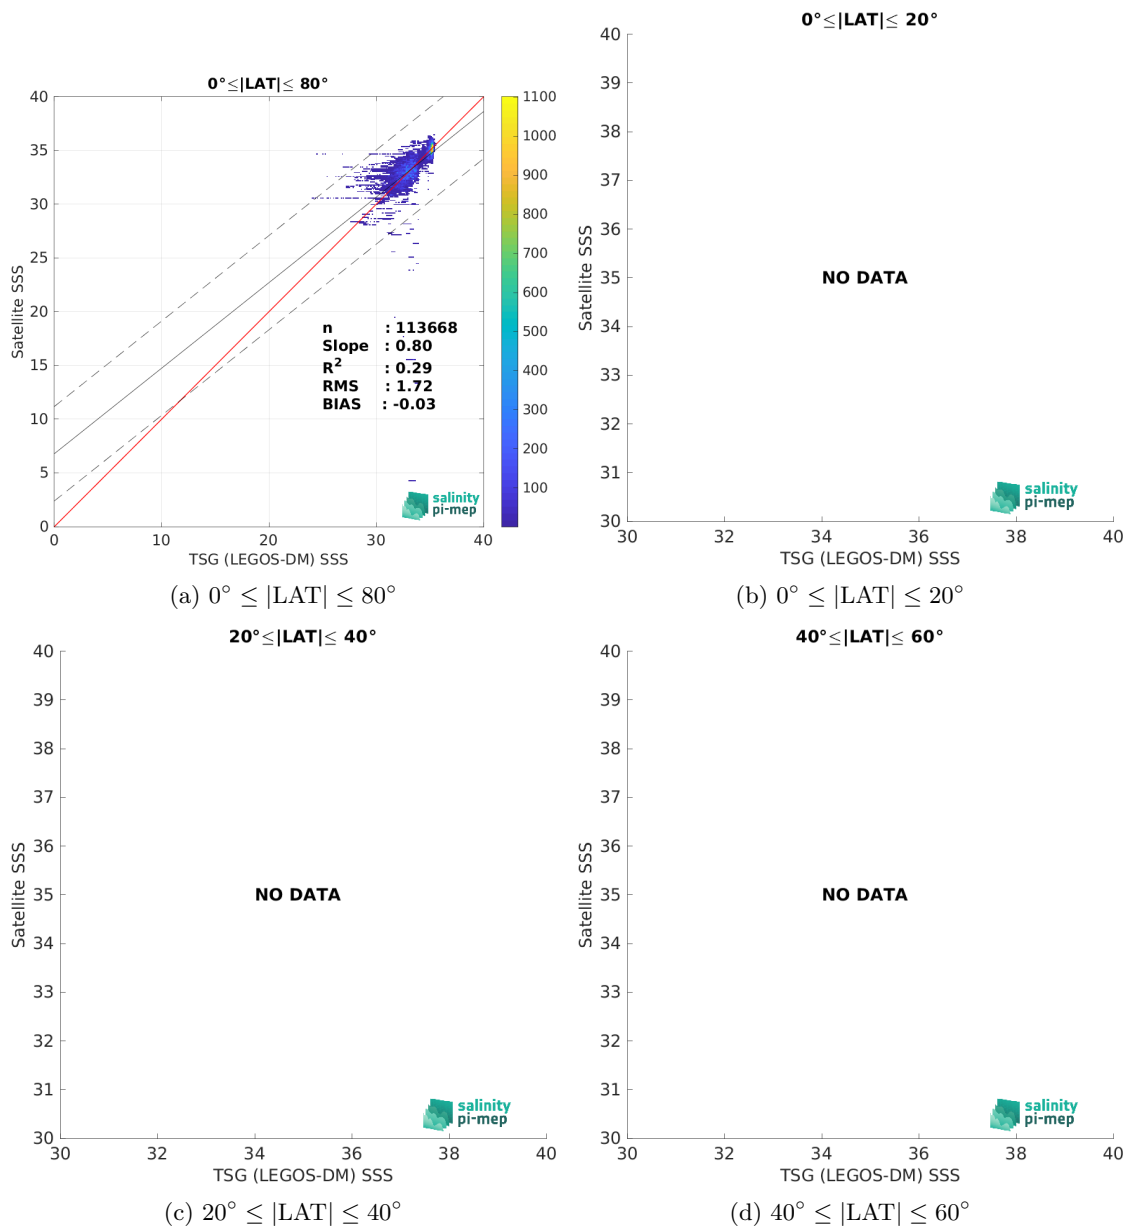 0°≤|LAT|≤ 80°
40
35
30
25
20
15
10
5
0
Satellite SSS
0
10
20
30
40
TSG (LEGOS-DM) SSS
1100
1000
900
800
700
600
500
400
300
200
100
n : 113668
Slope : 0.80
R² : 0.29
RMS : 1.72
BIAS : -0.03
salinity
pi-mep
(a) 0° ≤ |LAT| ≤ 80°
0°≤|LAT|≤ 20°
40
39
38
37
36
35
34
33
32
31
30
Satellite SSS
NO DATA
salinity
pi-mep
30
32
34
36
38
40
TSG (LEGOS-DM) SSS
(b) 0° ≤ |LAT| ≤ 20°
20°≤|LAT|≤ 40°
40
39
38
37
36
35
34
33
32
31
30
Satellite SSS
NO DATA
salinity
pi-mep
30
32
34
36
38
40
TSG (LEGOS-DM) SSS
(c) 20° ≤ |LAT| ≤ 40°
40°≤|LAT|≤ 60°
40
39
38
37
36
35
34
33
32
31
30
Satellite SSS
NO DATA
salinity
pi-mep
30
32
34
36
38
40
TSG (LEGOS-DM) SSS
(d) 40° ≤ |LAT| ≤ 60°